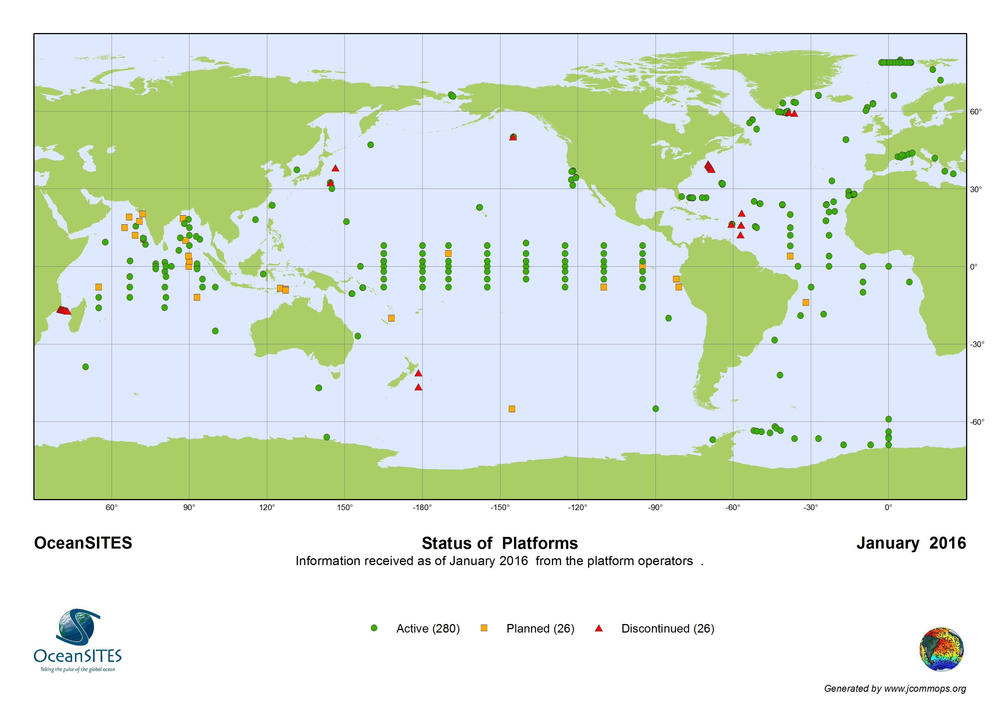 60°
30°
0°
-30°
-60°
60° 90° 120° 150° -180° -150° -120° -90° -60° -30° 0°
OceanSITES Status of Platforms January 2016
Information received as of January 2016 from the platform operators .
Active (280) Planned (26) Discontinued (26)
OceanSITES
Taking the pulse of the global ocean
Generated by www.jcommops.org